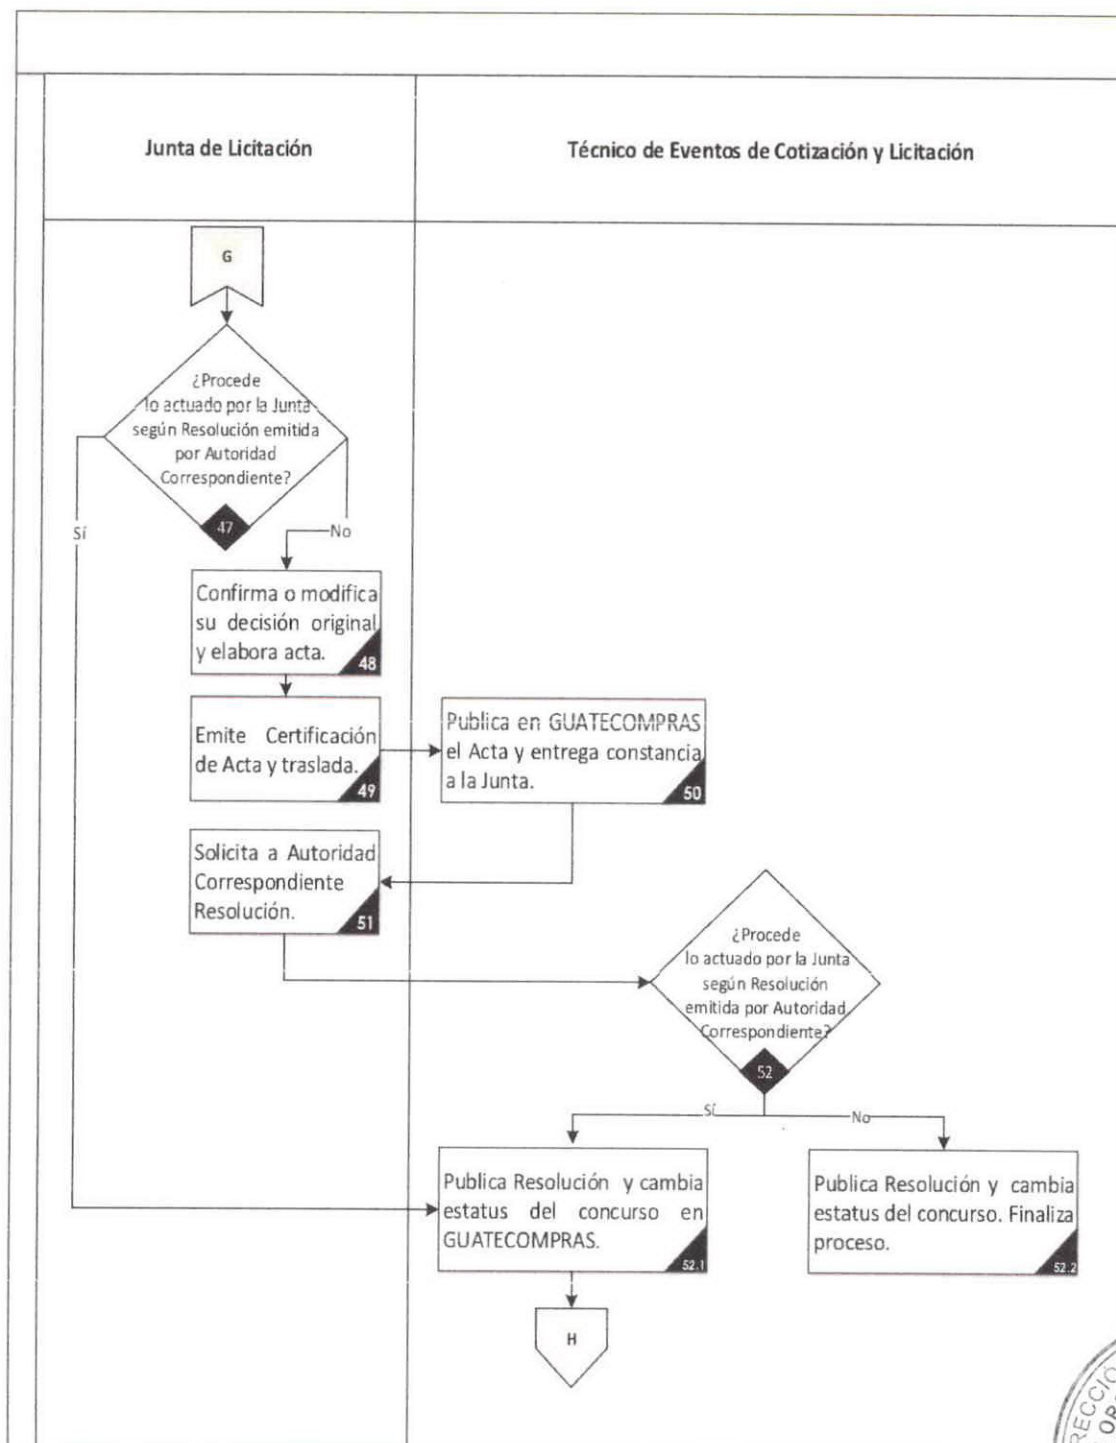 Junta de Licitación
Técnico de Eventos de Cotización y Licitación
G
¿Procede
lo actuado por la Junta
según Resolución emitida
por Autoridad
Correspondiente?
47
Sí
No
Confirma o modifica
su decisión original
y elabora acta.
48
Emite Certificación
de Acta y traslada.
49
Publica en GUATECOMPRAS
el Acta y entrega constancia
a la Junta.
50
Solicita a Autoridad
Correspondiente
Resolución.
51
¿Procede
lo actuado por la Junta
según Resolución
emitida por Autoridad
Correspondiente?
52
Sí
No
Publica Resolución y cambia
estatus del concurso en
GUATECOMPRAS.
52.1
Publica Resolución y cambia
estatus del concurso. Finaliza
proceso.
52.2
H